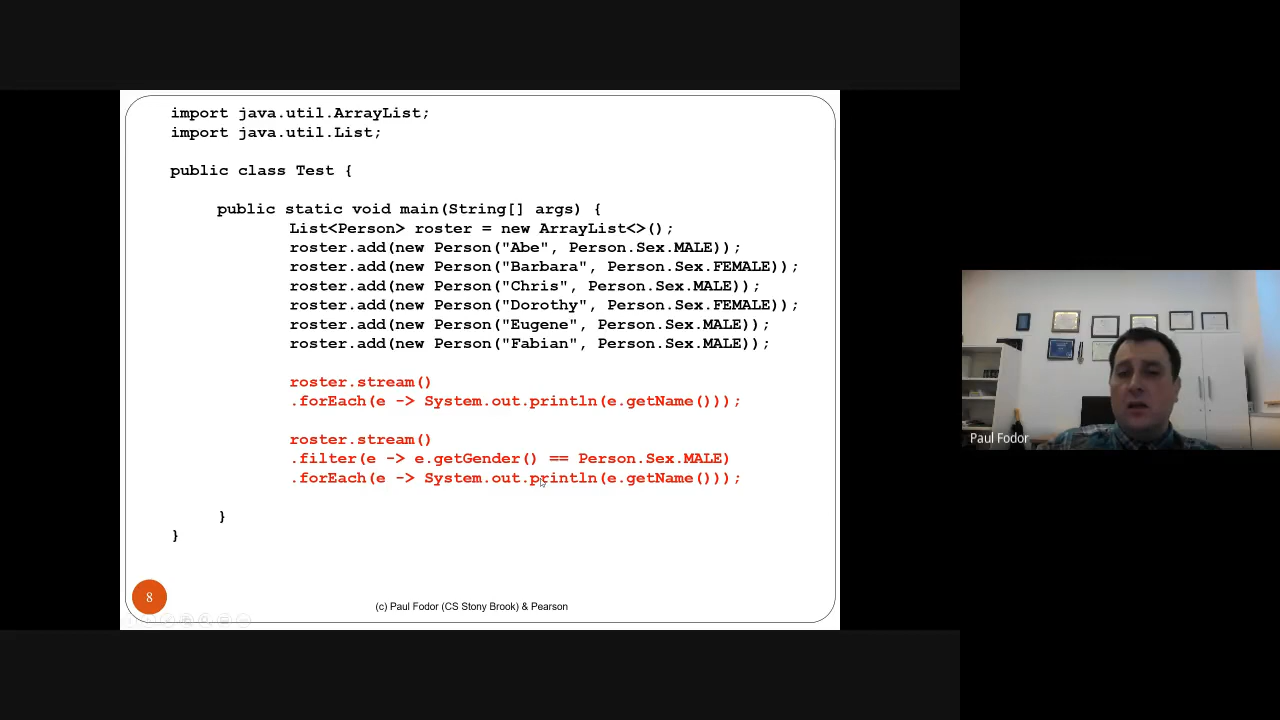 import java.util.ArrayList;
import java.util.List;
public class Test {
public static void main(String[] args) {
List<Person> roster = new ArrayList<>();
roster.add(new Person("Abe", Person.Sex.MALE));
roster.add(new Person("Barbara", Person.Sex.FEMALE));
roster.add(new Person("Chris", Person.Sex.MALE));
roster.add(new Person("Dorothy", Person.Sex.FEMALE));
roster.add(new Person("Eugene", Person.Sex.MALE));
roster.add(new Person("Fabian", Person.Sex.MALE));
roster.stream()
.forEach(e -> System.out.println(e.getName()));
roster.stream()
.filter(e -> e.getGender() == Person.Sex.MALE)
.forEach(e -> System.out.println(e.getName()));
}
}
8
(c) Paul Fodor (CS Stony Brook) & Pearson
Paul Fodor